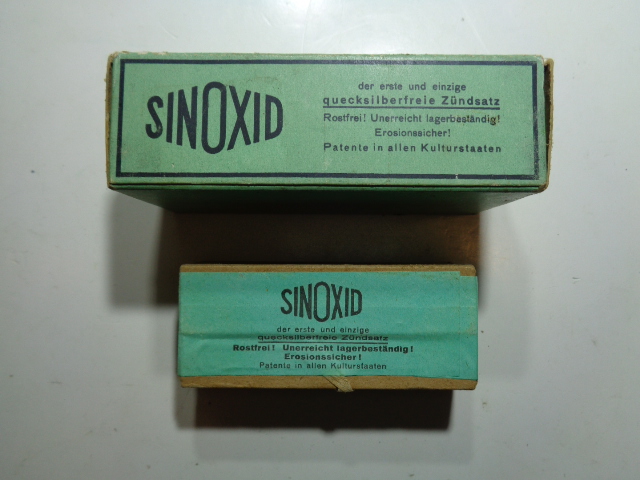 SINOXID
der erste und einzige
quecksilberfreie Zündsatz
Rostfrei! Unerreicht lagerbeständig!
Erosionssicher!
Patente in allen Kulturstaaten
SINOXID
der erste und einzige
quecksilberfreie Zündsatz
Rostfrei! Unerreicht lagerbeständig!
Erosionssicher!
Patente in allen Kulturstaaten